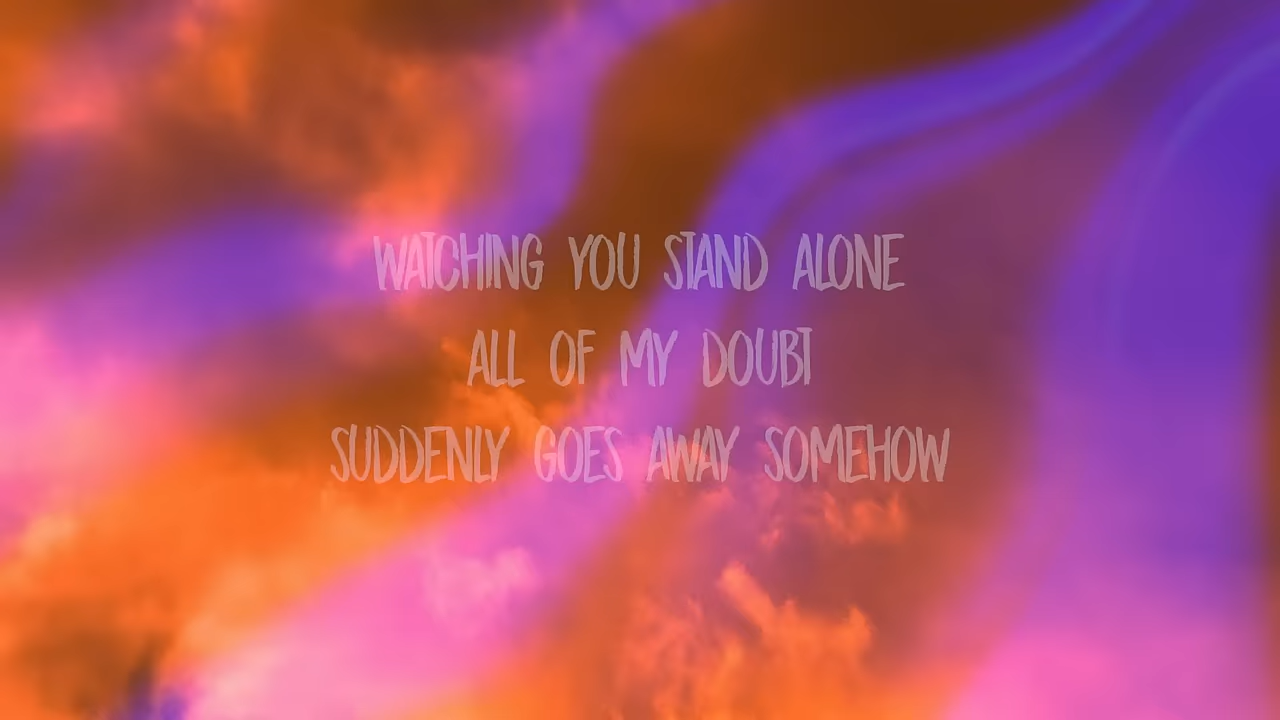 WATCHING YOU STAND ALONE
ALL OF MY DOUBT
SUDDENLY GOES AWAY SOMEHOW